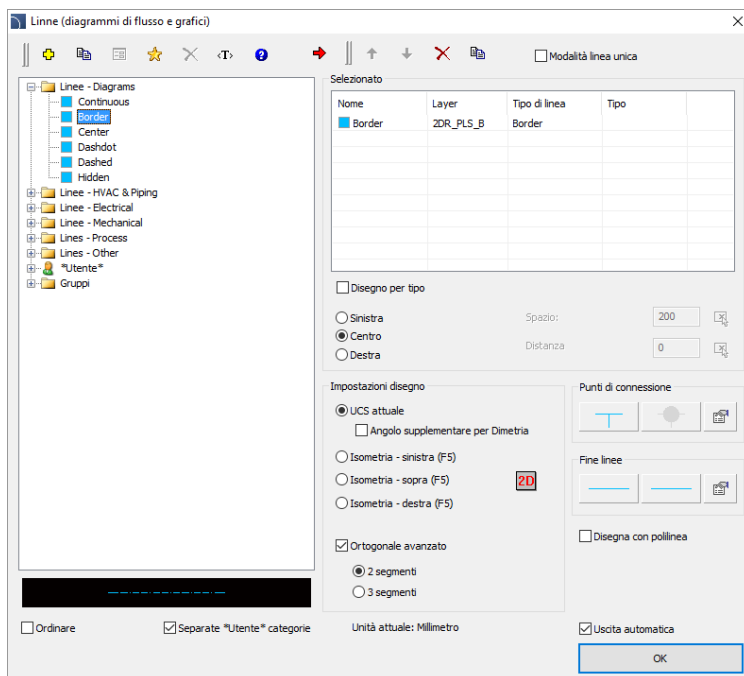 Linne (diagrammi di flusso e grafici)
<T>
?
Modalità linea unica
Linee - Diagrams
Continuous
Border
Center
Dashdot
Dashed
Hidden
Linee - HVAC & Piping
Linee - Electrical
Linee - Mechanical
Lines - Process
Lines - Other
*Utente*
Gruppi
Ordinare
Separate *Utente* categorie
Selezionato
Nome Layer Tipo di linea Tipo
Border 2DR_PLS_B Border
Disegno per tipo
Sinistra
Centro
Destra
Spazio: 200
Distanza 0
Impostazioni disegno
UCS attuale
Angolo supplementare per Dimetria
Isometria - sinistra (F5)
Isometria - sopra (F5)
Isometria - destra (F5)
2D
Ortogonale avanzato
2 segmenti
3 segmenti
Unità attuale: Millimetro
Punti di connessione
Fine linee
Disegna con polilinea
Uscita automatica
OK